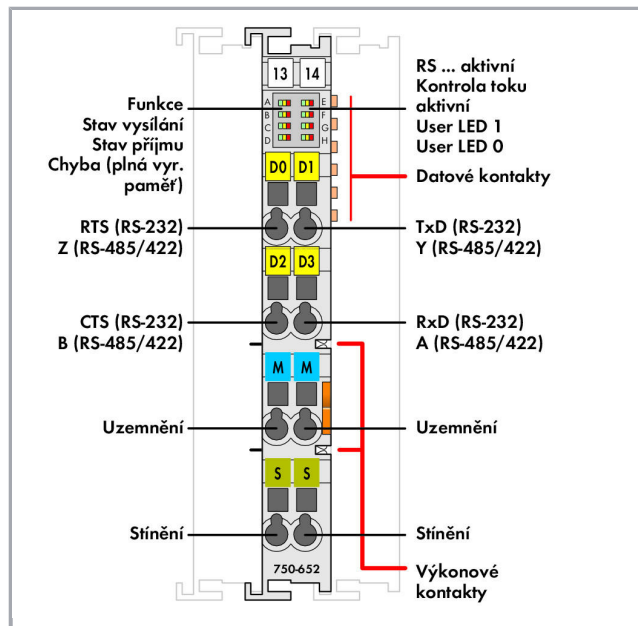 13 14
Funkce
Stav vysílání
Stav příjmu
Chyba (plná vyr.
paměť)
A
B
C
D
E
F
G
H
RS ... aktivní
Kontrola toku
aktivní
User LED 1
User LED 0
D0 D1
Datové kontakty
RTS (RS-232)
Z (RS-485/422)
TxD (RS-232)
Y (RS-485/422)
D2 D3
CTS (RS-232)
B (RS-485/422)
RxD (RS-232)
A (RS-485/422)
M M
Uzemnění
Uzemnění
S S
Stínění
Stínění
750-652
Výkonové
kontakty